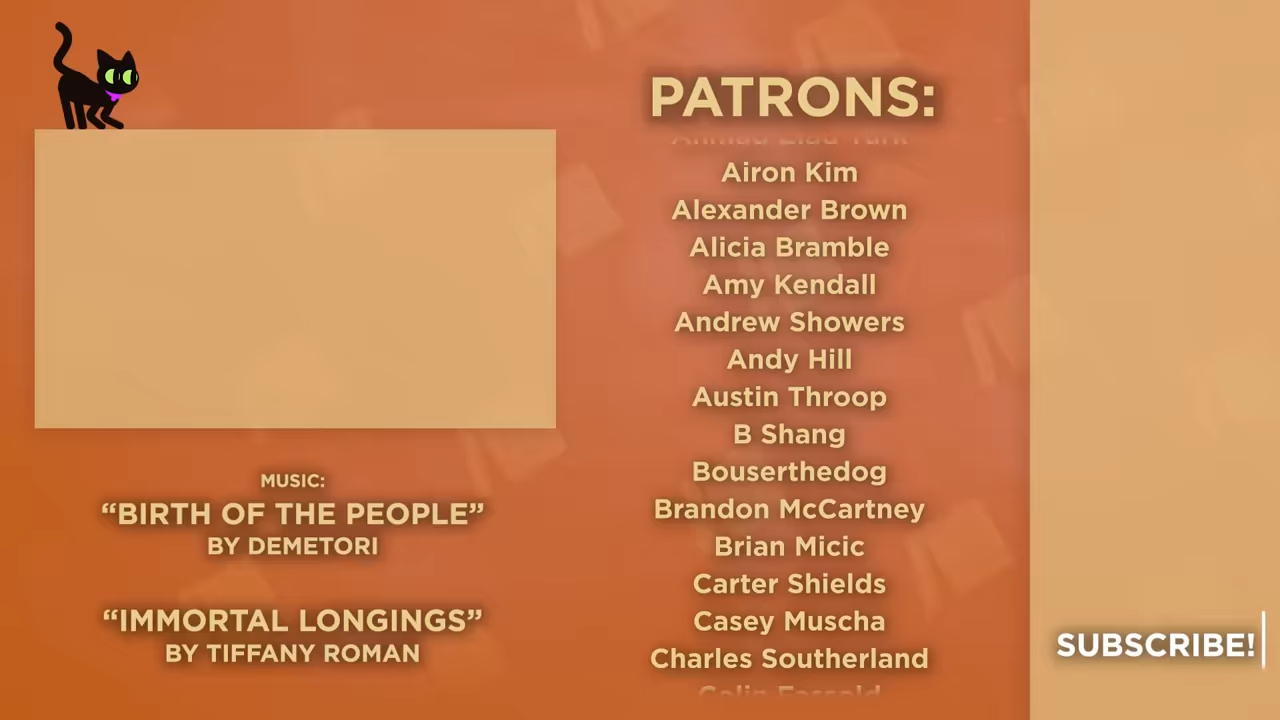 MUSIC:
“BIRTH OF THE PEOPLE”
BY DEMETORI
“IMMORTAL LONGINGS”
BY TIFFANY ROMAN
PATRONS:
Airon Kim
Alexander Brown
Alicia Bramble
Amy Kendall
Andrew Showers
Andy Hill
Austin Throop
B Shang
Bouserthedog
Brandon McCartney
Brian Micic
Carter Shields
Casey Muscha
Charles Southerland
SUBSCRIBE!